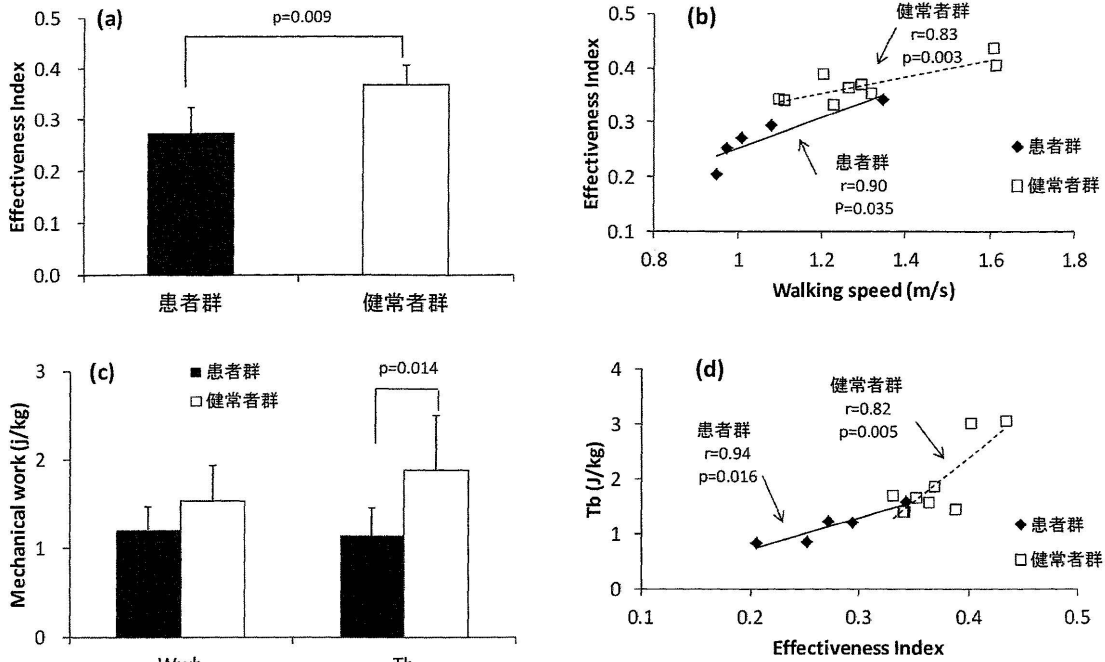 (a)
p=0.009
Effectiveness Index
0.5
0.4
0.3
0.2
0.1
0.0
患者群
健常者群
(b)
健常者群
r=0.83
p=0.003
Effectiveness Index
0.5
0.4
0.3
0.2
0.1
患者群
r=0.90
P=0.035
患者群
健常者群
0.8 1 1.2 1.4 1.6 1.8
Walking speed (m/s)
(c)
患者群
健常者群
p=0.014
Mechanical work (j/kg)
3
2
1
0
Tb
(d)
健常者群
r=0.82
p=0.005
患者群
r=0.94
p=0.016
Tb (J/kg)
4
3
2
1
0
患者群
健常者群
0.1 0.2 0.3 0.4 0.5
Effectiveness Index